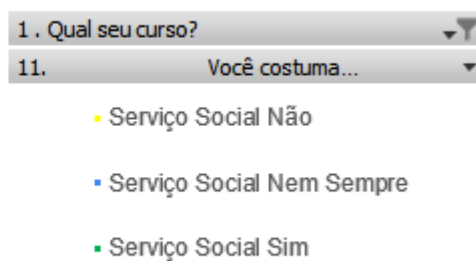 1 . Qual seu curso?
11. Você costuma...
Serviço Social Não
Serviço Social Nem Sempre
Serviço Social Sim